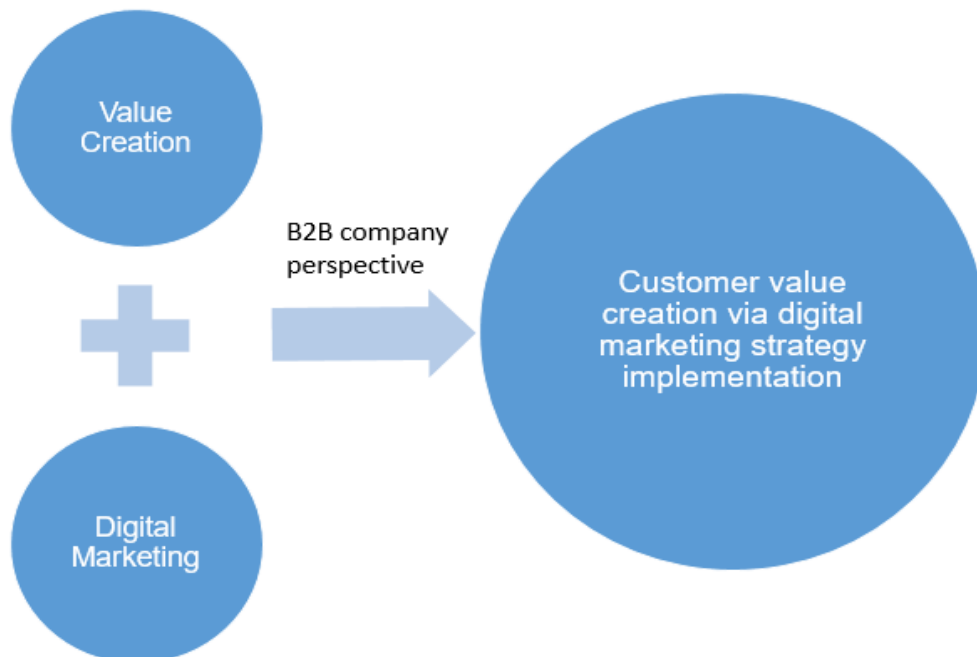 Value
Creation
B2B company
perspective
Customer value
creation via digital
marketing strategy
implementation
Digital
Marketing